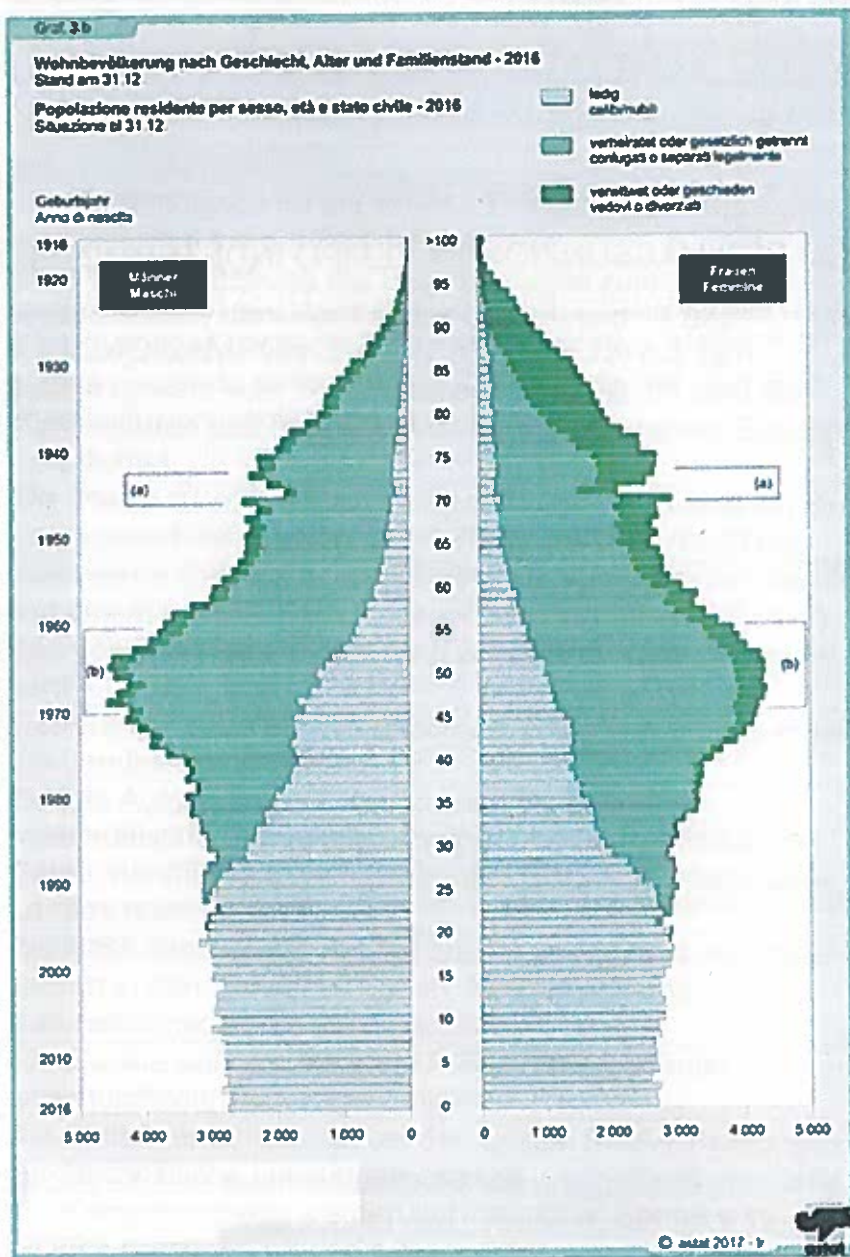 Graf. 3.b
Wohnbevölkerung nach Geschlecht, Alter und Familienstand - 2016
Stand am 31.12
Popolazione residente per sesso, età e stato civile - 2016
Situazione al 31.12
ledig
celibi/nubili
verheiratet oder gesetzlich getrennt
coniugati o separati legalmente
verwitwet oder geschieden
vedovi o divorziati
Geburtsjahr
Anno di nascita
Männer
Maschi
Frauen
Femmine
1916
1920
1930
1940
1950
1960
1970
1980
1990
2000
2010
2016
>100
95
90
85
80
75
70
65
60
55
50
45
40
35
30
25
20
15
10
5
0
(a)
(a)
(b)
(b)
5 000 4 000 3 000 2 000 1 000 0
0 1 000 2 000 3 000 4 000 5 000
© astat 2012 - lr
astat